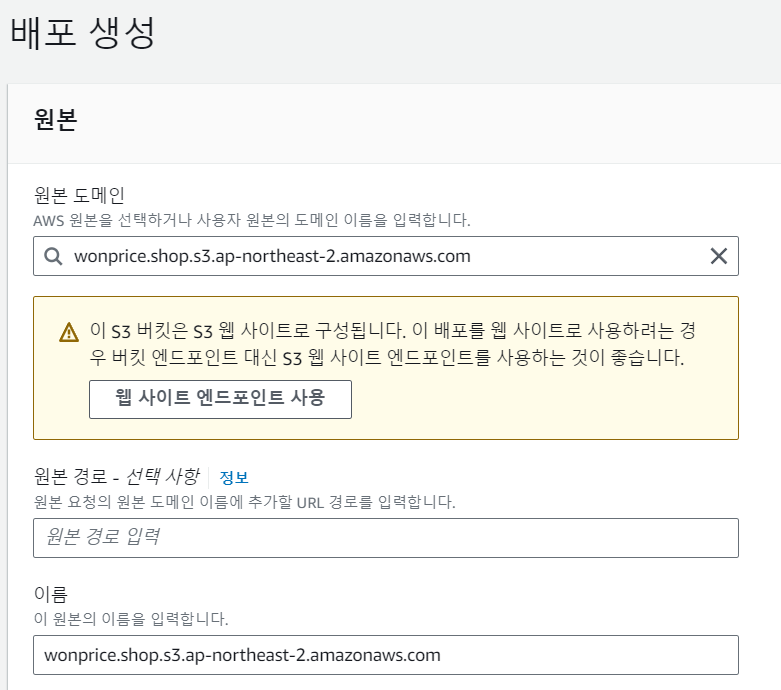 배포 생성
원본
원본 도메인
AWS 원본을 선택하거나 사용자 원본의 도메인 이름을 입력합니다.
wonprice.shop.s3.ap-northeast-2.amazonaws.com
이 S3 버킷은 S3 웹 사이트로 구성됩니다. 이 배포를 웹 사이트로 사용하려는 경
우 버킷 엔드포인트 대신 S3 웹 사이트 엔드포인트를 사용하는 것이 좋습니다.
웹 사이트 엔드포인트 사용
원본 경로 - 선택 사항 정보
원본 요청의 원본 도메인 이름에 추가할 URL 경로를 입력합니다.
원본 경로 입력
이름
이 원본의 이름을 입력합니다.
wonprice.shop.s3.ap-northeast-2.amazonaws.com